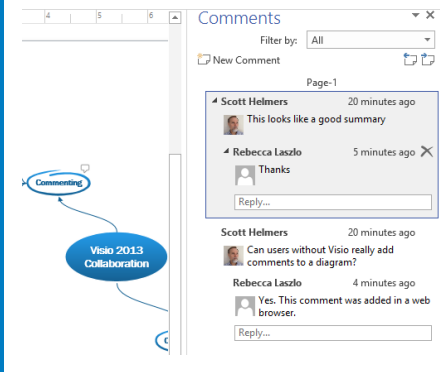 4 5 6
Comments
Filter by: All
New Comment
Page-1
Scott Helmers 20 minutes ago
This looks like a good summary
Rebecca Laszlo 5 minutes ago
Thanks
Reply...
Scott Helmers 20 minutes ago
Can users without Visio really add
comments to a diagram?
Rebecca Laszlo 4 minutes ago
Yes. This comment was added in a web
browser.
Reply...
Commenting
Visio 2013
Collaboration